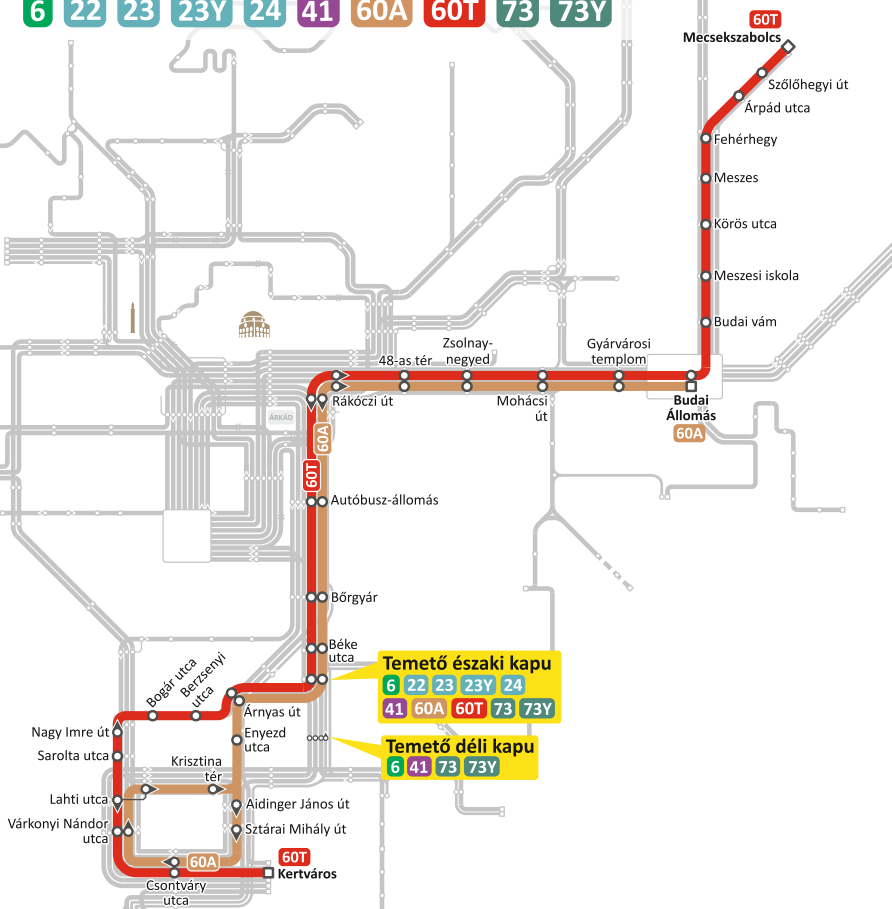 6 22 23 23Y 24 41 60A 60T 73 73Y
60T
Mecsekszabolcs
Szőlőhegyi út
Árpád utca
Fehérhegy
Meszes
Körös utca
Meszesi iskola
Budai vám
Zsolnay-
negyed
Gyárvárosi
templom
48-as tér
Rákóczi út
Mohácsi
út
Budai
Állomás
60A
ÁRKÁD
60A
60T
Autóbusz-állomás
Bőrgyár
Béke
utca
Temető északi kapu
6 22 23 23Y 24
41 60A 60T 73 73Y
Bogár utca
Berzsenyi
utca
Árnyas út
Nagy Imre út
Enyezd
utca
Temető déli kapu
6 41 73 73Y
Sarolta utca
Krisztina
tér
Lahti utca
Aidinger János út
Várkonyi Nándor
utca
Sztárai Mihály út
60A
60T
Kertváros
Csontváry
utca